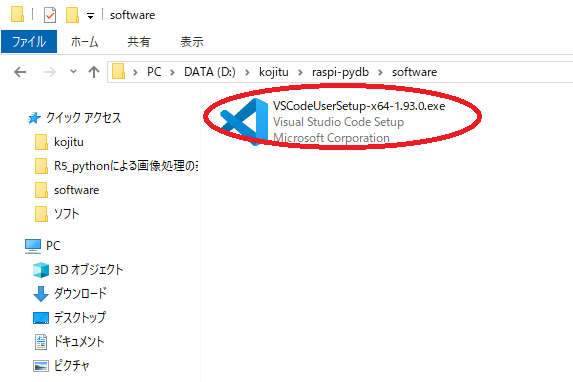 software
ファイル ホーム 共有 表示
PC > DATA (D:) > kojitu > raspi-pydb > software
クイック アクセス
kojitu
R5_pythonによる画像処理の
software
ソフト
PC
3D オブジェクト
ダウンロード
デスクトップ
ドキュメント
ピクチャ
VSCodeUserSetup-x64-1.93.0.exe
Visual Studio Code Setup
Microsoft Corporation